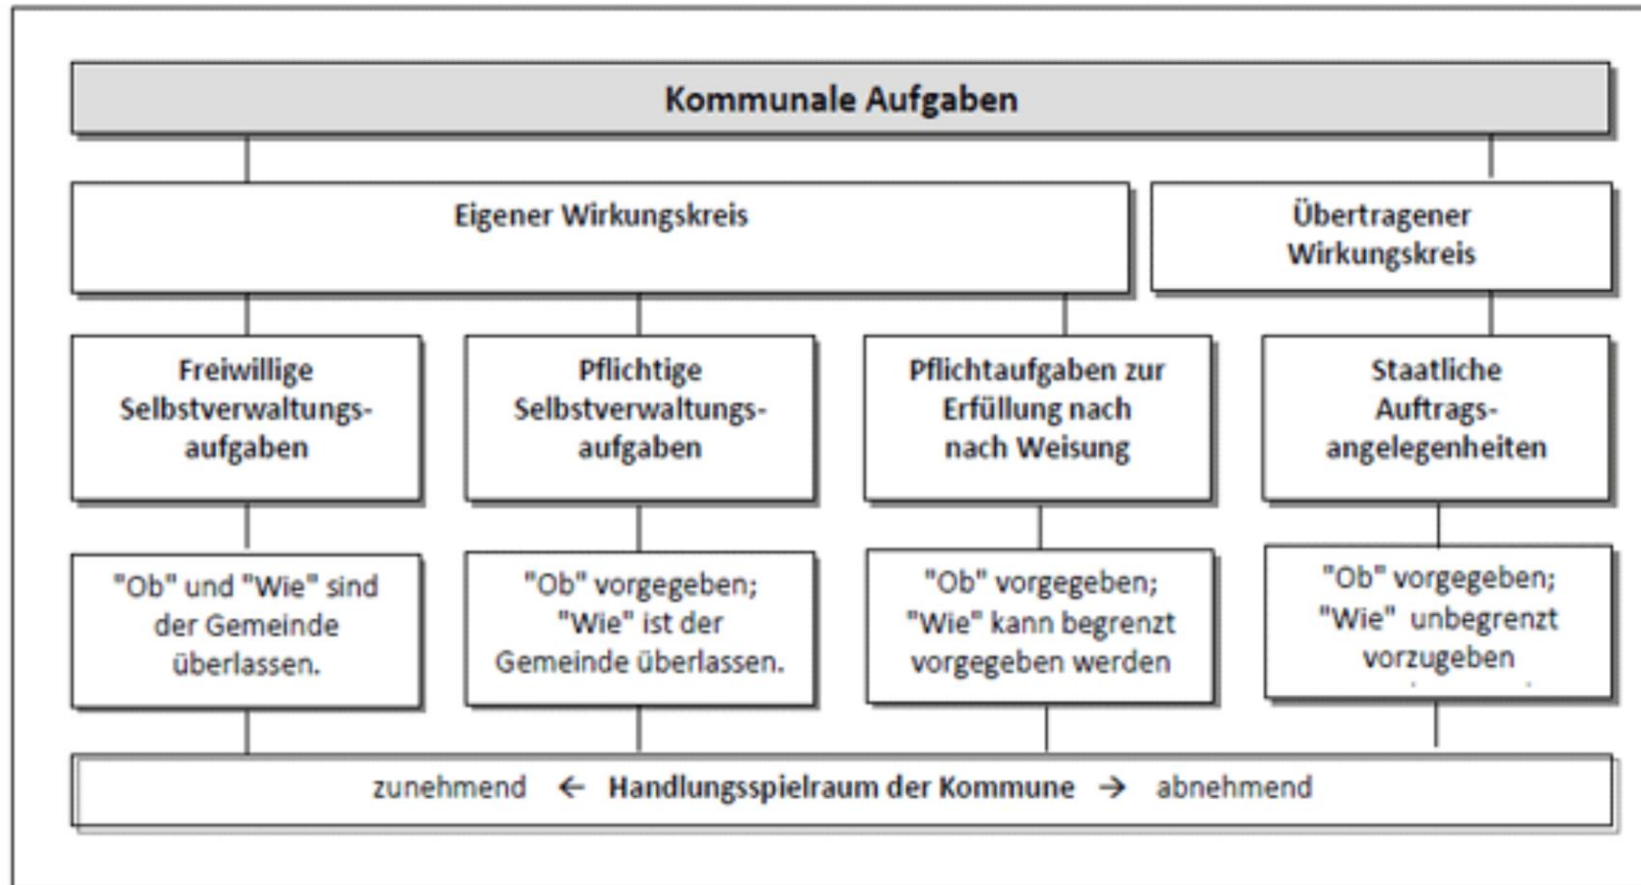 Kommunale Aufgaben
Eigener Wirkungskreis
Übertragener
Wirkungskreis
Freiwillige
Selbstverwaltungs-
aufgaben
Pflichtige
Selbstverwaltungs-
aufgaben
Pflichtaufgaben zur
Erfüllung nach
nach Weisung
Staatliche
Auftrags-
angelegenheiten
"Ob" und "Wie" sind
der Gemeinde
überlassen.
"Ob" vorgegeben;
"Wie" ist der
Gemeinde überlassen.
"Ob" vorgegeben;
"Wie" kann begrenzt
vorgegeben werden
"Ob" vorgegeben;
"Wie" unbegrenzt
vorzugeben
zunehmend ← Handlungsspielraum der Kommune → abnehmend